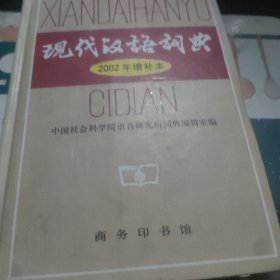 XIANDAIHANYU
现代汉语词典
2002年增补本
CIDIAN
中国社会科学院语言研究所词典编辑室编
商务印书馆